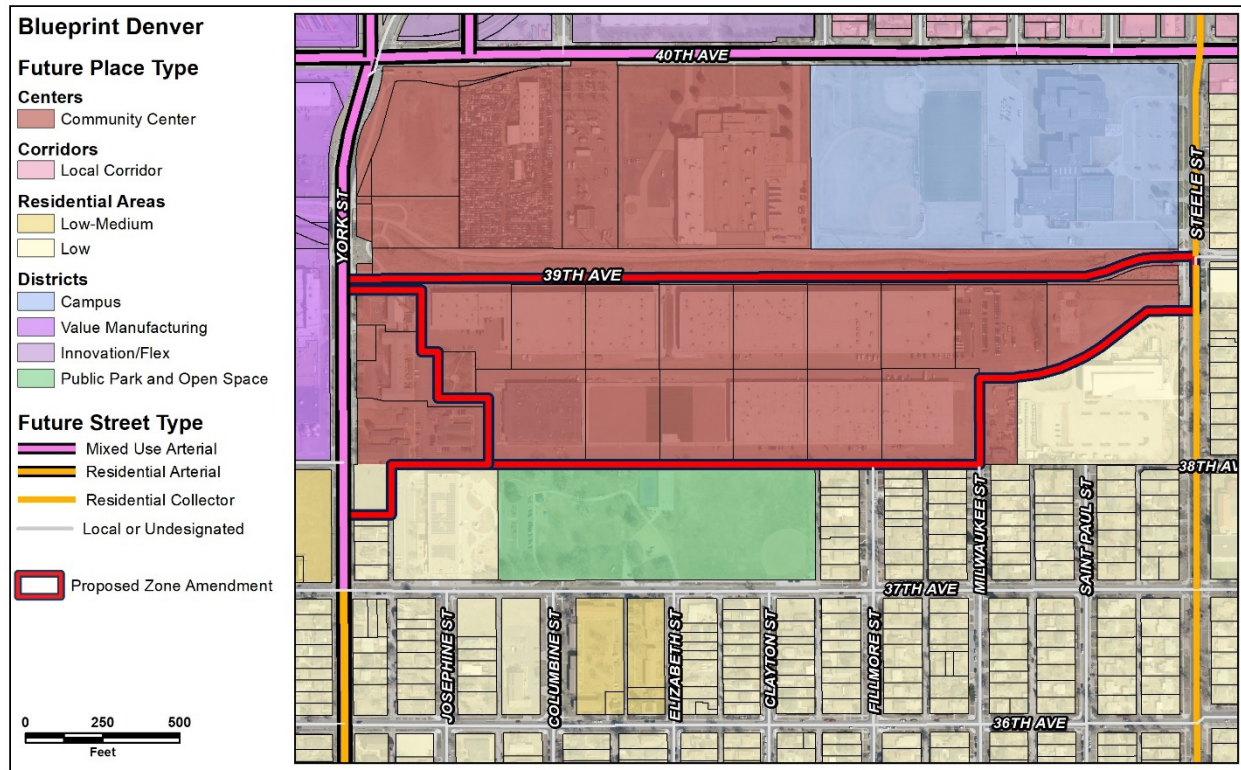 Blueprint Denver
Future Place Type
Centers
Community Center
Corridors
Local Corridor
Residential Areas
Low-Medium
Low
Districts
Campus
Value Manufacturing
Innovation/Flex
Public Park and Open Space
Future Street Type
Mixed Use Arterial
Residential Arterial
Residential Collector
Local or Undesignated
Proposed Zone Amendment
0 250 500
Feet
40TH AVE
YORK ST
STEELE ST
39TH AVE
38TH AV
MILWAUKEE ST
SAINT PAUL ST
37TH AVE
JOSEPHINE ST
COLUMBINE ST
ELIZABETH ST
CLAYTON ST
FILLMORE ST
36TH AVE